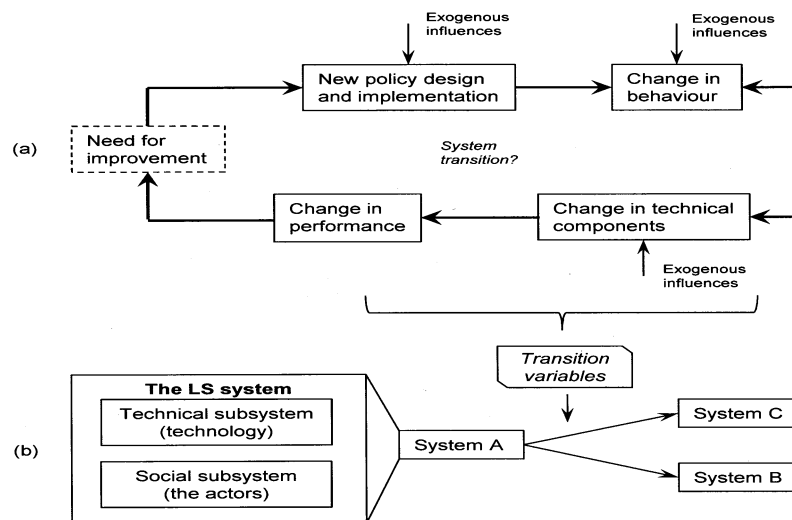 Exogenous
influences
Exogenous
influences
New policy design
and implementation
Change in
behaviour
(a)
Need for
improvement
System
transition?
Change in
performance
Change in technical
components
Exogenous
influences
Transition
variables
The LS system
Technical subsystem
(technology)
System C
(b)
System A
Social subsystem
(the actors)
System B